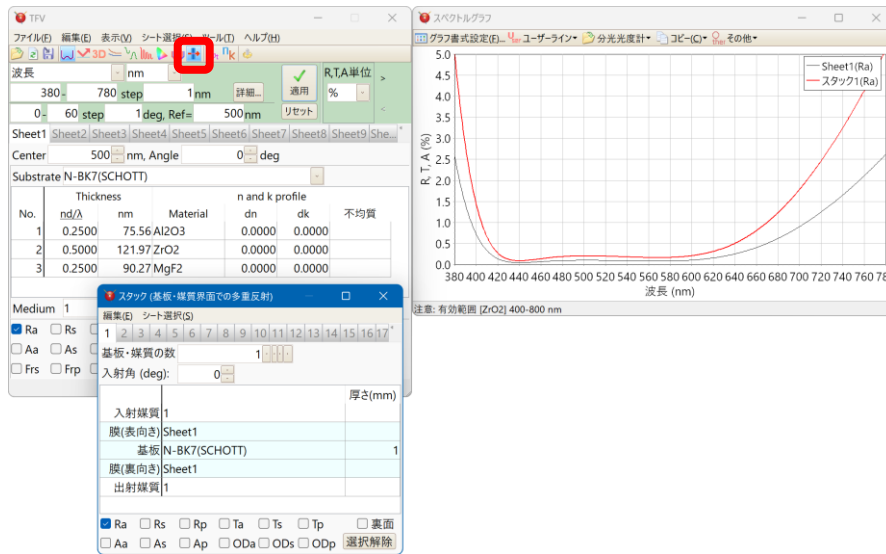 TFV
ファイル(F) 編集(E) 表示(V) シート選択(S) ツール(T) ヘルプ(H)
波長 nm R,T,A単位
380 - 780 step 1 nm 詳細... 適用 %
0 - 60 step 1 deg, Ref= 500 nm リセット
Sheet1 Sheet2 Sheet3 Sheet4 Sheet5 Sheet6 Sheet7 Sheet8 Sheet9 She...
Center 500 nm, Angle 0 deg
Substrate N-BK7(SCHOTT)
Thickness n and k profile
No. nd/λ nm Material dn dk 不均質
1 0.2500 75.56 Al2O3 0.0000 0.0000
2 0.5000 121.97 ZrO2 0.0000 0.0000
3 0.2500 90.27 MgF2 0.0000 0.0000
Medium 1
Ra Rs
Aa As
Frs Frp
スタック (基板・媒質界面での多重反射)
編集(E) シート選択(S)
1 2 3 4 5 6 7 8 9 10 11 12 13 14 15 16 17
基板・媒質の数 1
入射角 (deg): 0
厚さ(mm)
入射媒質 1
膜(表向き) Sheet1
基板 N-BK7(SCHOTT) 1
膜(裏向き) Sheet1
出射媒質 1
Ra Rs Rp Ta Ts Tp 裏面
Aa As Ap ODa ODs ODp 選択解除
スペクトルグラフ
グラフ書式設定(F)... ユーザーライン 分光光度計 コピー(C) その他
Sheet1(Ra)
スタック1(Ra)
R, T, A (%)
5.0
4.5
4.0
3.5
3.0
2.5
2.0
1.5
1.0
0.5
0.0
380 400 420 440 460 480 500 520 540 560 580 600 620 640 660 680 700 720 740 760 78
波長 (nm)
注意: 有効範囲 [ZrO2] 400-800 nm